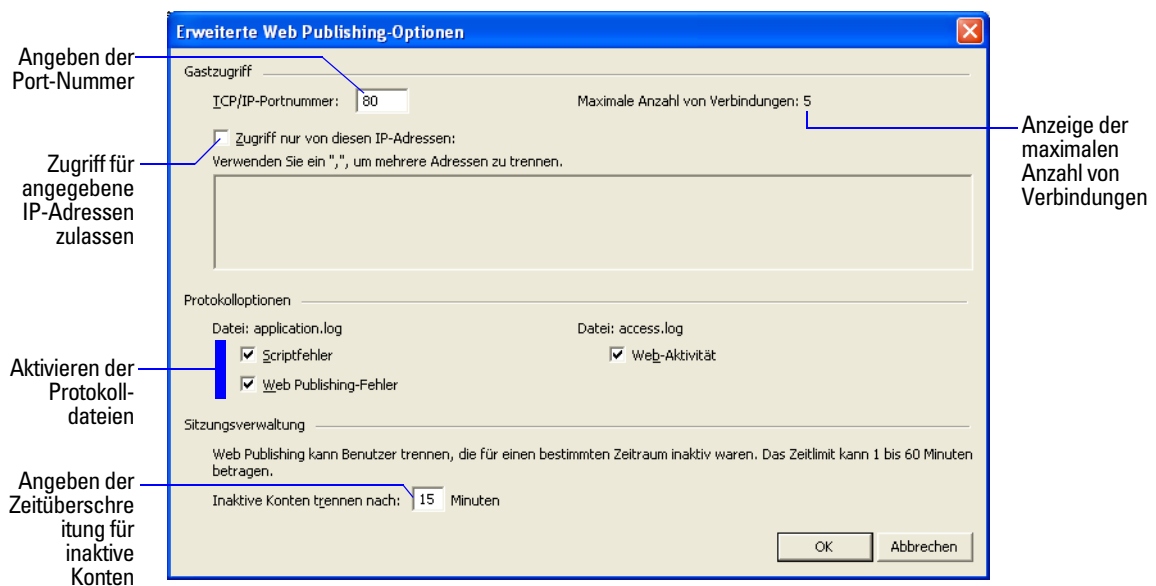 Erweiterte Web Publishing-Optionen
Angeben der
Port-Nummer
Gastzugriff
TCP/IP-Portnummer: 80
Maximale Anzahl von Verbindungen: 5
Anzeige der
maximalen
Anzahl von
Verbindungen
Zugriff nur von diesen IP-Adressen:
Verwenden Sie ein ",", um mehrere Adressen zu trennen.
Zugriff für
angegebene
IP-Adressen
zulassen
Protokolloptionen
Datei: application.log
Datei: access.log
Scriptfehler
Web-Aktivität
Web Publishing-Fehler
Aktivieren der
Protokoll-
dateien
Sitzungsverwaltung
Web Publishing kann Benutzer trennen, die für einen bestimmten Zeitraum inaktiv waren. Das Zeitlimit kann 1 bis 60 Minuten
betragen.
Inaktive Konten trennen nach: 15 Minuten
Angeben der
Zeitüberschre
itung für
inaktive
Konten
OK
Abbrechen